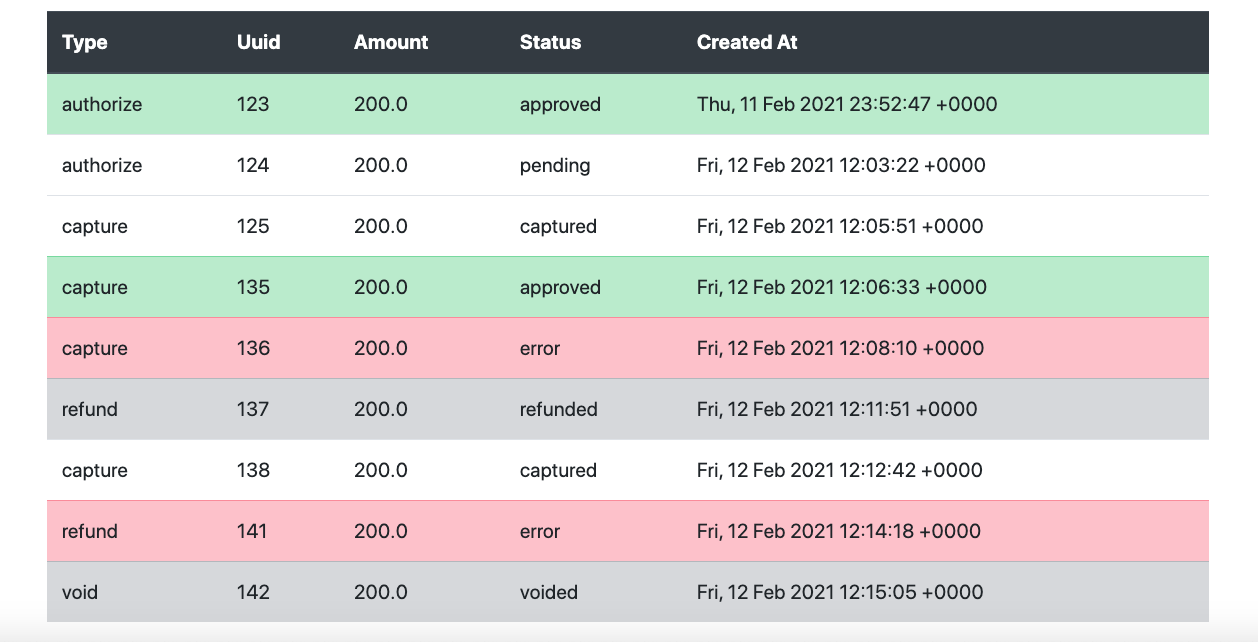 Type Uuid Amount Status Created At
authorize 123 200.0 approved Thu, 11 Feb 2021 23:52:47 +0000
authorize 124 200.0 pending Fri, 12 Feb 2021 12:03:22 +0000
capture 125 200.0 captured Fri, 12 Feb 2021 12:05:51 +0000
capture 135 200.0 approved Fri, 12 Feb 2021 12:06:33 +0000
capture 136 200.0 error Fri, 12 Feb 2021 12:08:10 +0000
refund 137 200.0 refunded Fri, 12 Feb 2021 12:11:51 +0000
capture 138 200.0 captured Fri, 12 Feb 2021 12:12:42 +0000
refund 141 200.0 error Fri, 12 Feb 2021 12:14:18 +0000
void 142 200.0 voided Fri, 12 Feb 2021 12:15:05 +0000